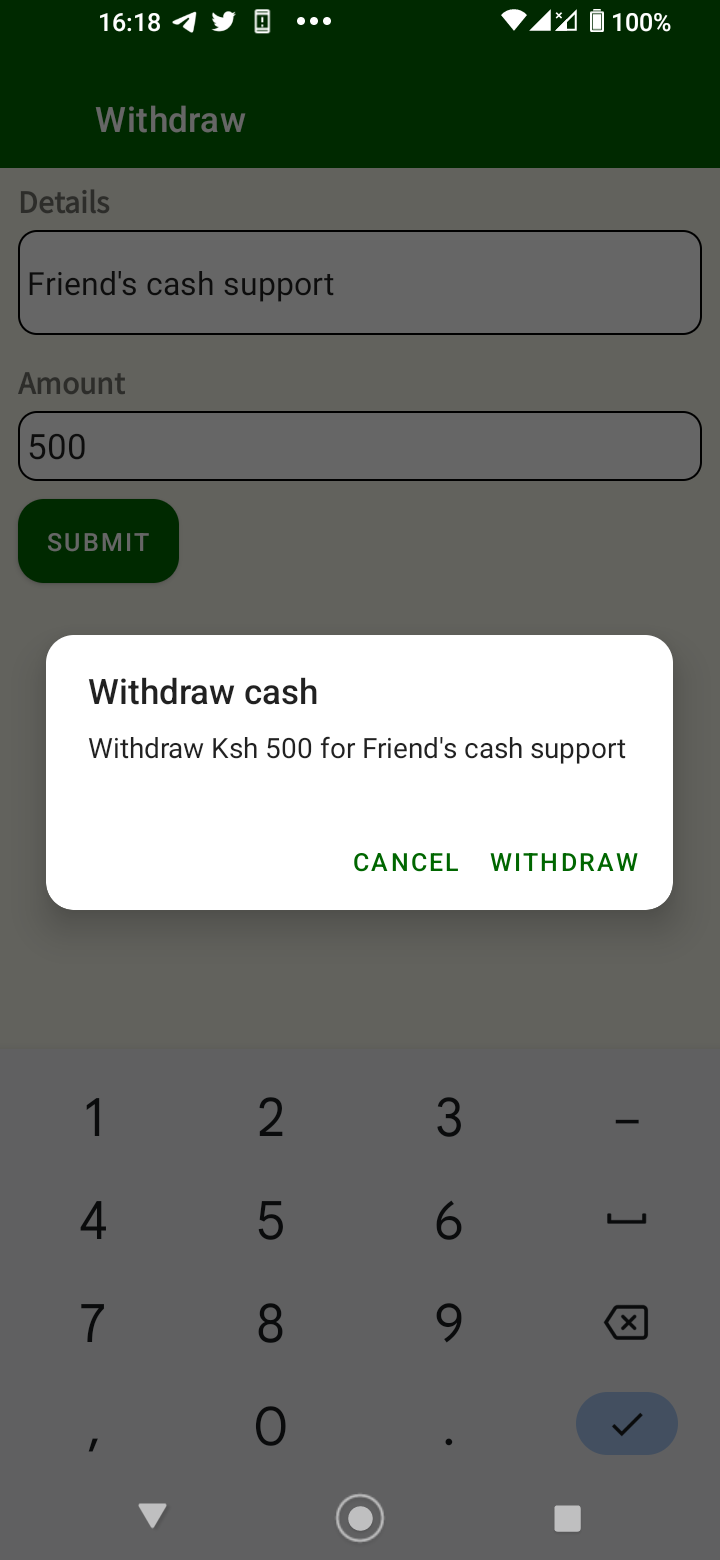 16:18 100%
Withdraw
Details
Friend's cash support
Amount
500
SUBMIT
Withdraw cash
Withdraw Ksh 500 for Friend's cash support
CANCEL WITHDRAW
1 2 3 –
4 5 6
7 8 9
, 0 .